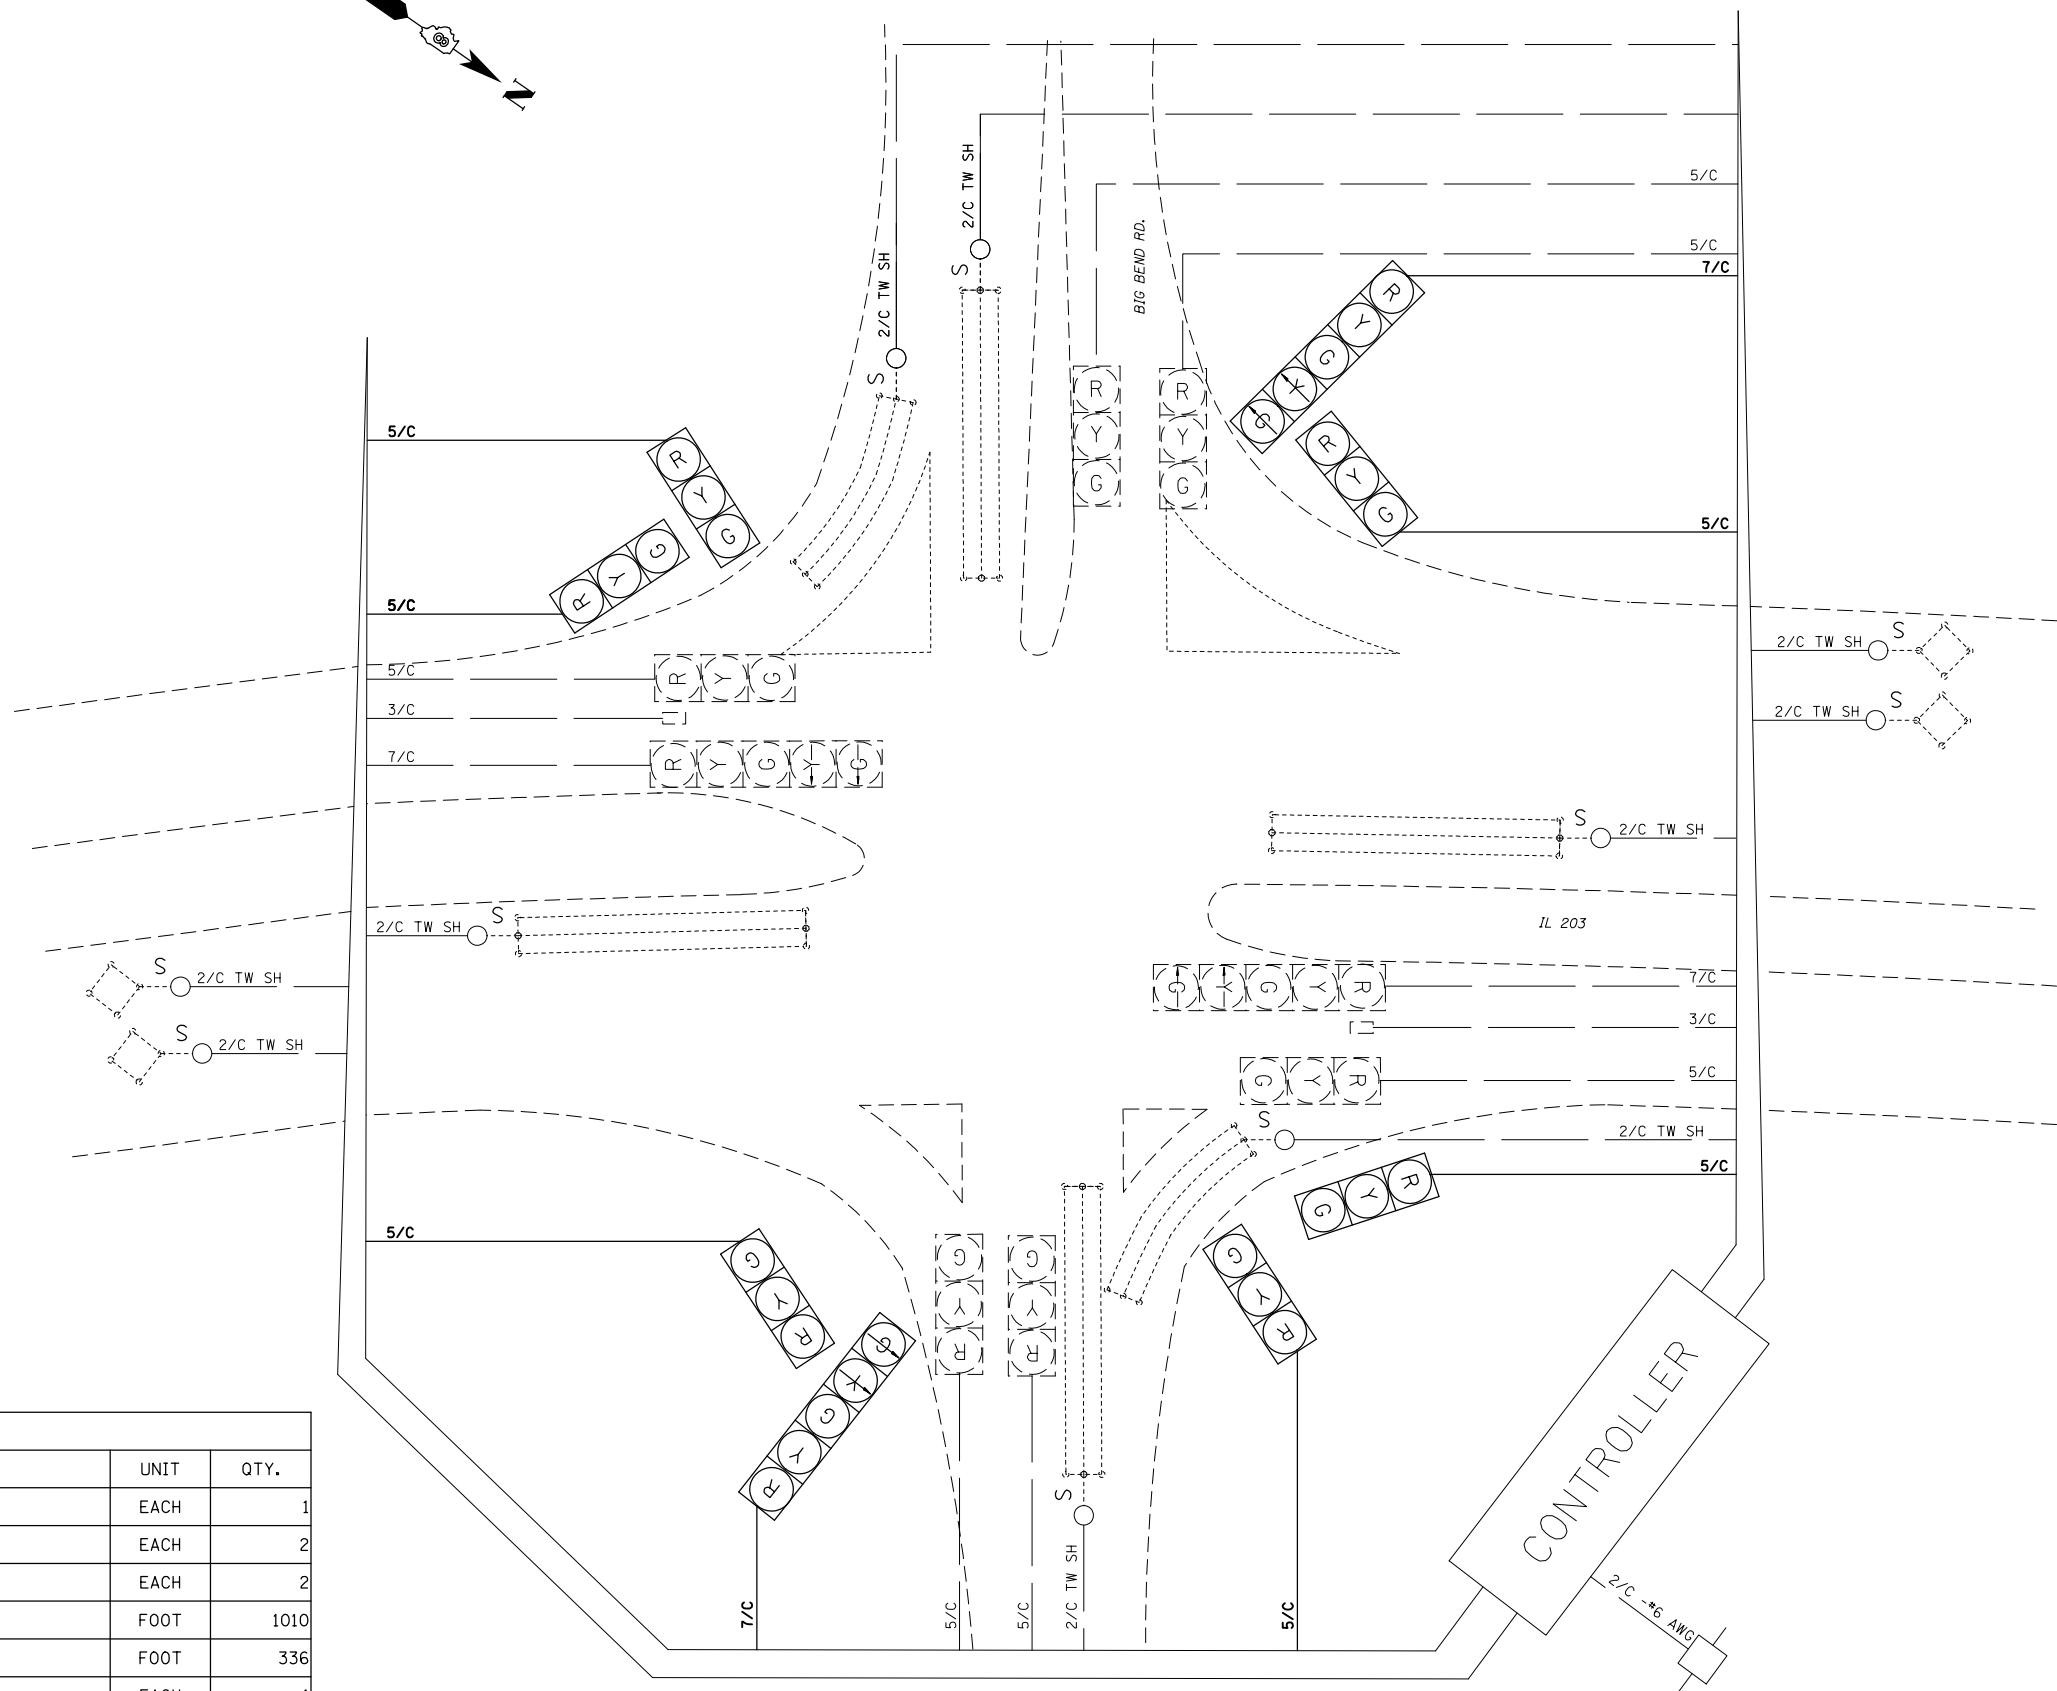 N
2/C TW SH
S
2/C TW SH
S
BIG BEND RD.
5/C
5/C
7/C
R
Y
G
Y
G
R
Y
G
R
Y
G
R
Y
G
5/C
5/C
R
Y
G
5/C
R Y G
5/C
R Y G
3/C
7/C
R Y G Y G
2/C TW SH S
2/C TW SH S
S 2/C TW SH
IL 203
2/C TW SH S
S 2/C TW SH
S 2/C TW SH
G Y G Y R
7/C
3/C
G Y R
5/C
S
2/C TW SH
G Y R
5/C
5/C
G
Y
R
G
Y
G
Y
R
7/C
G
Y
R
5/C
G
Y
R
5/C
S
2/C TW SH
G
Y
R
5/C
CONTROLLER
2/C -#6 AWG
UNIT QTY.
EACH 1
EACH 2
EACH 2
FOOT 1010
FOOT 336